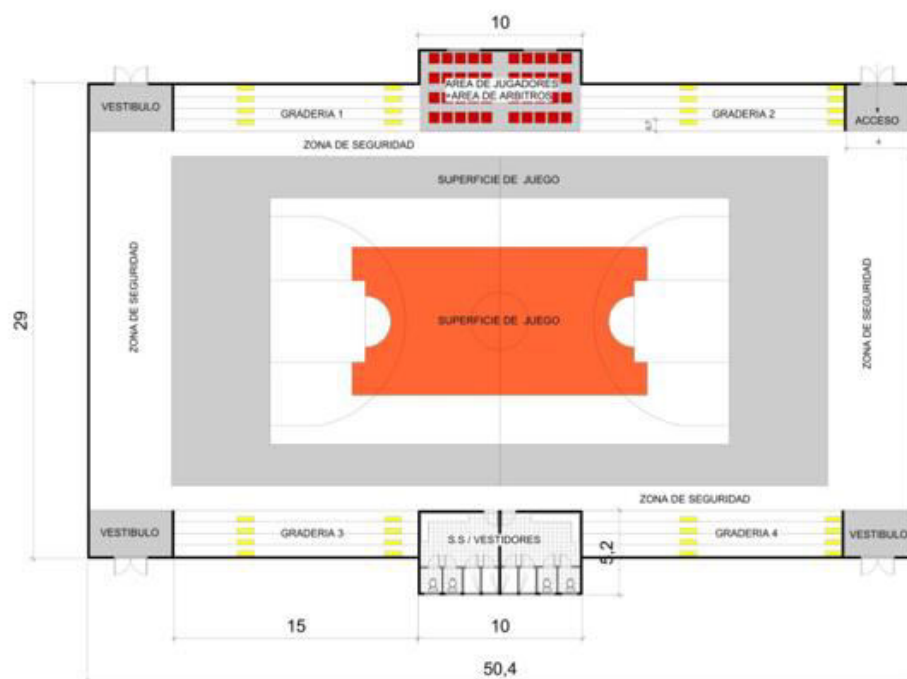 10
VESTIBULO
GRADERIA 1
AREA DE JUGADORES
+AREA DE ARBITROS
GRADERIA 2
ACCESO
ZONA DE SEGURIDAD
SUPERFICIE DE JUEGO
ZONA DE SEGURIDAD
29
SUPERFICIE DE JUEGO
ZONA DE SEGURIDAD
ZONA DE SEGURIDAD
VESTIBULO
GRADERIA 3
S.S / VESTIDORES
GRADERIA 4
VESTIBULO
5,2
15
10
50,4